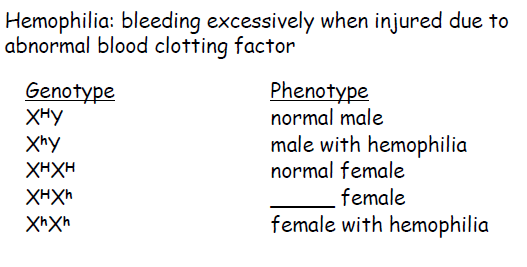 Hemophilia: bleeding excessively when injured due to
abnormal blood clotting factor
Genotype Phenotype
XᴴY normal male
XʰY male with hemophilia
XᴴXᴴ normal female
XᴴXʰ ______ female
XʰXʰ female with hemophilia